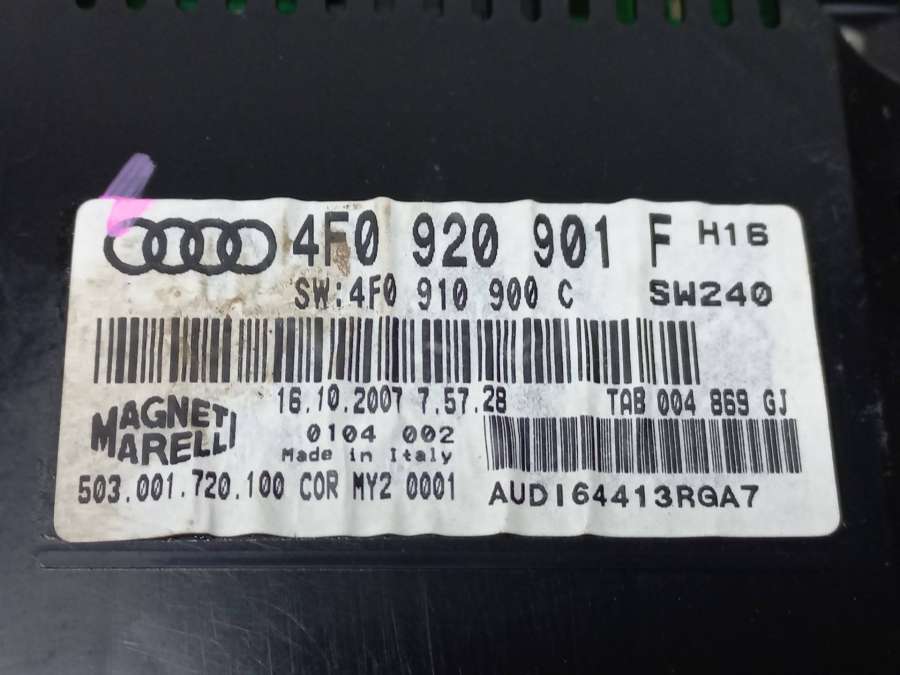 4F0 920 901 F H16
SW:4F0 910 900 C SW240
16.10.2007 7.57.28 TAB 004 869 GJ
MAGNETI
MARELLI
0104 002
Made in Italy
503.001.720.100 COR MY2 0001
AUDI64413RGA7